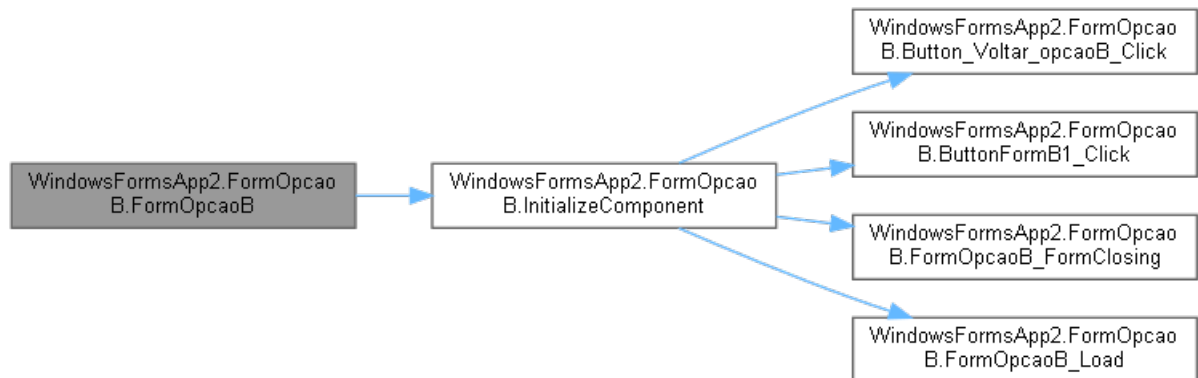 WindowsFormsApp2.FormOpcao
B.FormOpcaoB
WindowsFormsApp2.FormOpcao
B.InitializeComponent
WindowsFormsApp2.FormOpcao
B.Button_Voltar_opcaoB_Click
WindowsFormsApp2.FormOpcao
B.ButtonFormB1_Click
WindowsFormsApp2.FormOpcao
B.FormOpcaoB_FormClosing
WindowsFormsApp2.FormOpcao
B.FormOpcaoB_Load